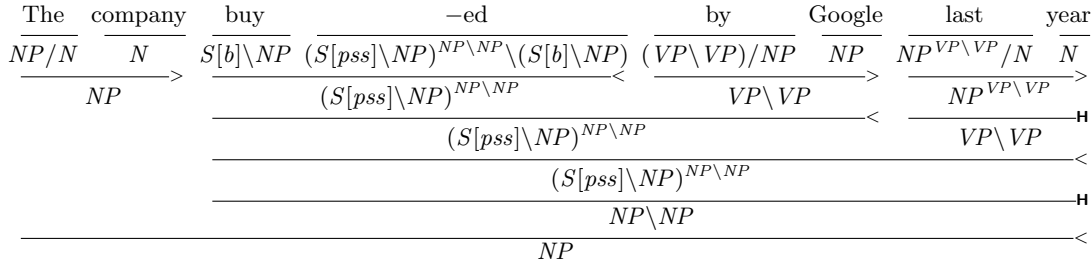 The company buy −ed by Google last year
NP/N N S[b]\NP (S[pss]\NP)^{NP\NP}\(S[b]\NP) (VP\VP)/NP NP NP^{VP\VP}/N N
> < > >
NP (S[pss]\NP)^{NP\NP} VP\VP NP^{VP\VP}
< H
(S[pss]\NP)^{NP\NP} VP\VP
<
(S[pss]\NP)^{NP\NP}
H
NP\NP
<
NP